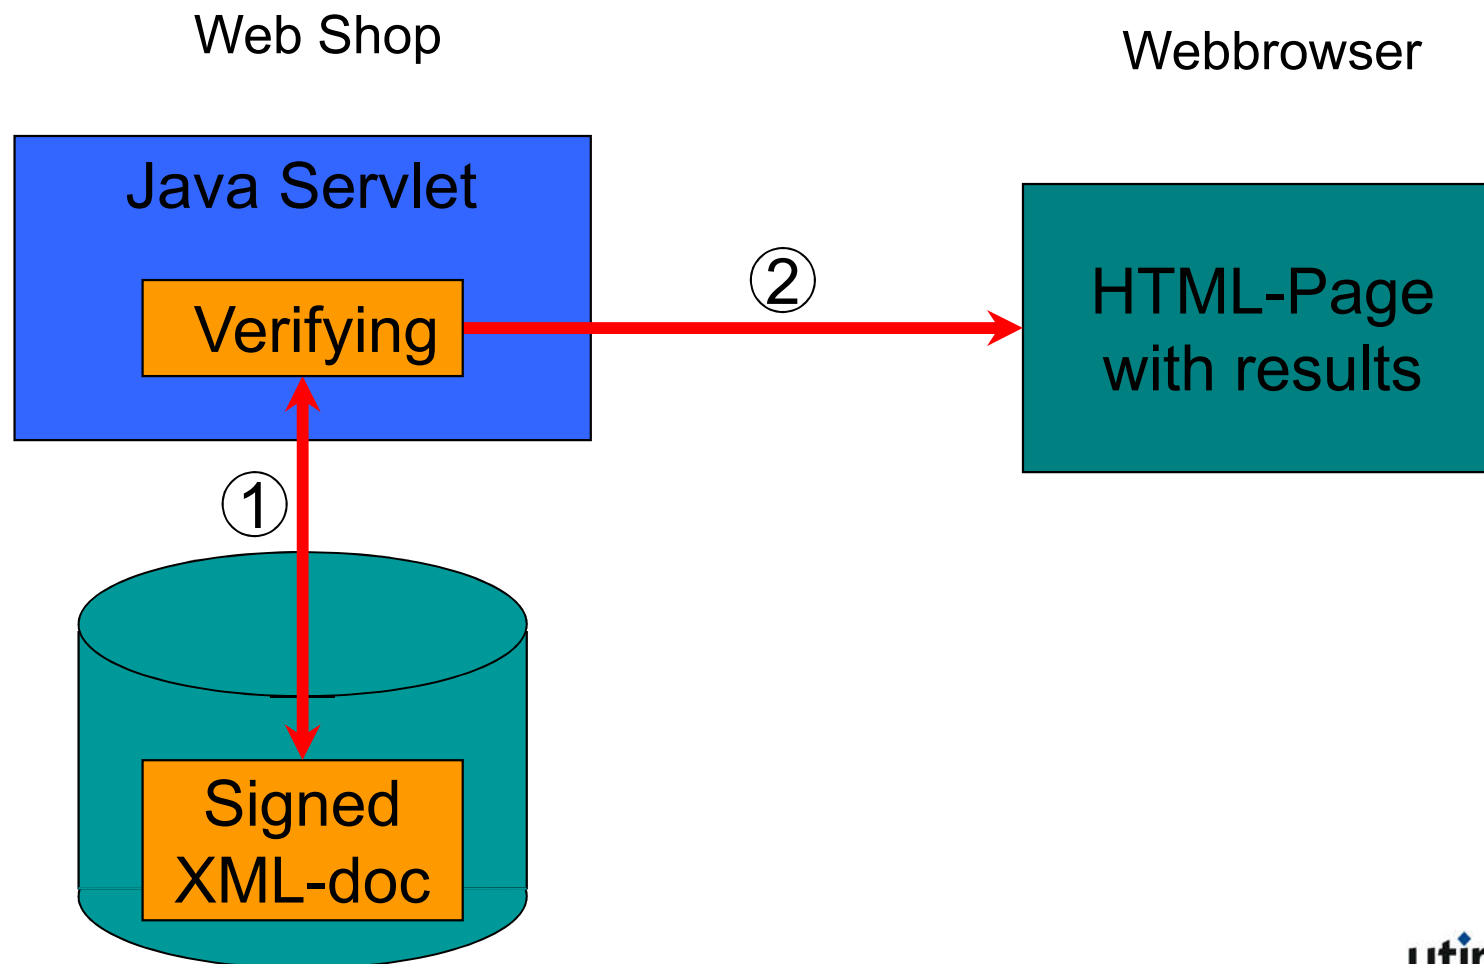 Web Shop
Webbrowser
Java Servlet
Verifying
②
HTML-Page
with results
①
Signed
XML-doc